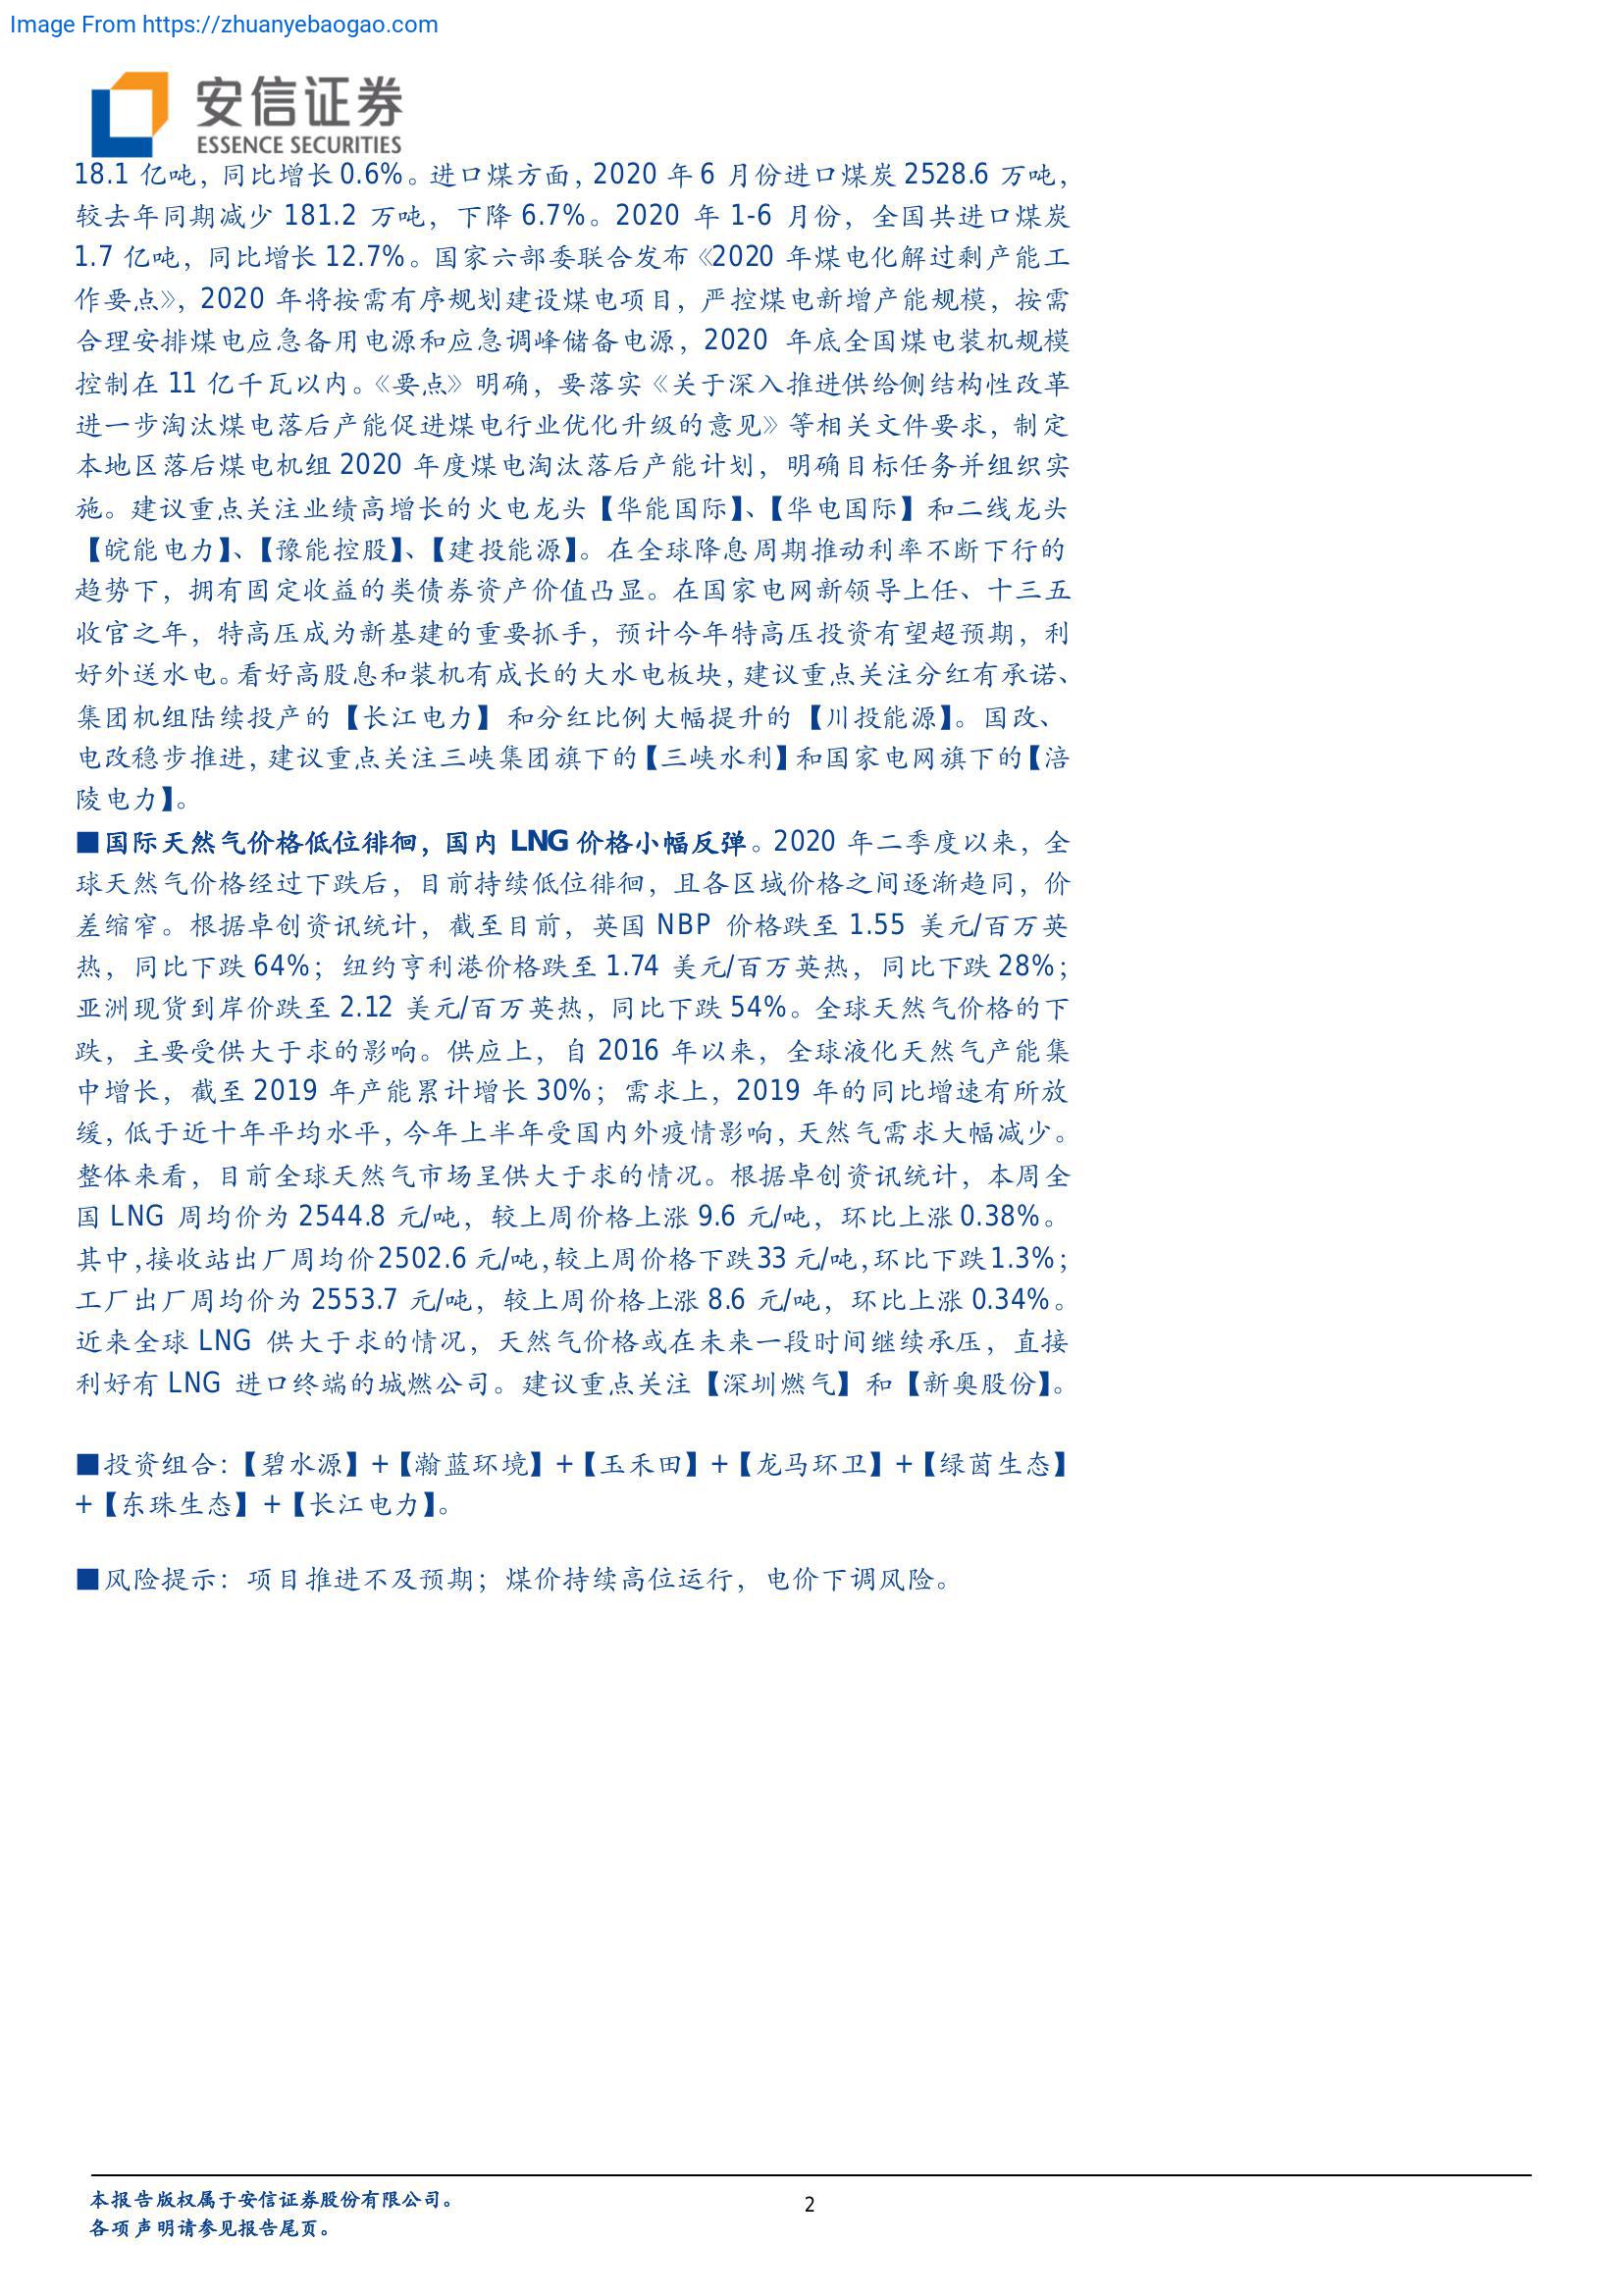 Image From https://zhuanyebaogao.com
安信证券
ESSENCE SECURITIES
18.1 亿吨，同比增长 0.6%。进口煤方面，2020 年 6 月份进口煤炭 2528.6 万吨，
较去年同期减少 181.2 万吨，下降 6.7%。2020 年 1-6 月份，全国共进口煤炭
1.7 亿吨，同比增长 12.7%。国家六部委联合发布《2020 年煤电化解过剩产能工
作要点》，2020 年将按需有序规划建设煤电项目，严控煤电新增产能规模，按需
合理安排煤电应急备用电源和应急调峰储备电源，2020 年底全国煤电装机规模
控制在 11 亿千瓦以内。《要点》明确，要落实《关于深入推进供给侧结构性改革
进一步淘汰煤电落后产能促进煤电行业优化升级的意见》等相关文件要求，制定
本地区落后煤电机组 2020 年度煤电淘汰落后产能计划，明确目标任务并组织实
施。建议重点关注业绩高增长的火电龙头【华能国际】、【华电国际】和二线龙头
【皖能电力】、【豫能控股】、【建投能源】。在全球降息周期推动利率不断下行的
趋势下，拥有固定收益的类债券资产价值凸显。在国家电网新领导上任、十三五
收官之年，特高压成为新基建的重要抓手，预计今年特高压投资有望超预期，利
好外送水电。看好高股息和装机有成长的大水电板块，建议重点关注分红有承诺、
集团机组陆续投产的【长江电力】和分红比例大幅提升的【川投能源】。国改、
电改稳步推进，建议重点关注三峡集团旗下的【三峡水利】和国家电网旗下的【涪
陵电力】。
■国际天然气价格低位徘徊，国内 LNG 价格小幅反弹。2020 年二季度以来，全
球天然气价格经过下跌后，目前持续低位徘徊，且各区域价格之间逐渐趋同，价
差缩窄。根据卓创资讯统计，截至目前，英国 NBP 价格跌至 1.55 美元/百万英
热，同比下跌 64%；纽约亨利港价格跌至 1.74 美元/百万英热，同比下跌 28%；
亚洲现货到岸价跌至 2.12 美元/百万英热，同比下跌 54%。全球天然气价格的下
跌，主要受供大于求的影响。供应上，自 2016 年以来，全球液化天然气产能集
中增长，截至 2019 年产能累计增长 30%；需求上，2019 年的同比增速有所放
缓，低于近十年平均水平，今年上半年受国内外疫情影响，天然气需求大幅减少。
整体来看，目前全球天然气市场呈供大于求的情况。根据卓创资讯统计，本周全
国 LNG 周均价为 2544.8 元/吨，较上周价格上涨 9.6 元/吨，环比上涨 0.38%。
其中，接收站出厂周均价 2502.6 元/吨，较上周价格下跌 33 元/吨，环比下跌 1.3%；
工厂出厂周均价为 2553.7 元/吨，较上周价格上涨 8.6 元/吨，环比上涨 0.34%。
近来全球 LNG 供大于求的情况，天然气价格或在未来一段时间继续承压，直接
利好有 LNG 进口终端的城燃公司。建议重点关注【深圳燃气】和【新奥股份】。
■投资组合：【碧水源】+【瀚蓝环境】+【玉禾田】+【龙马环卫】+【绿茵生态】
+【东珠生态】+【长江电力】。
■风险提示：项目推进不及预期；煤价持续高位运行，电价下调风险。
本报告版权属于安信证券股份有限公司。
2
各项声明请参见报告尾页。